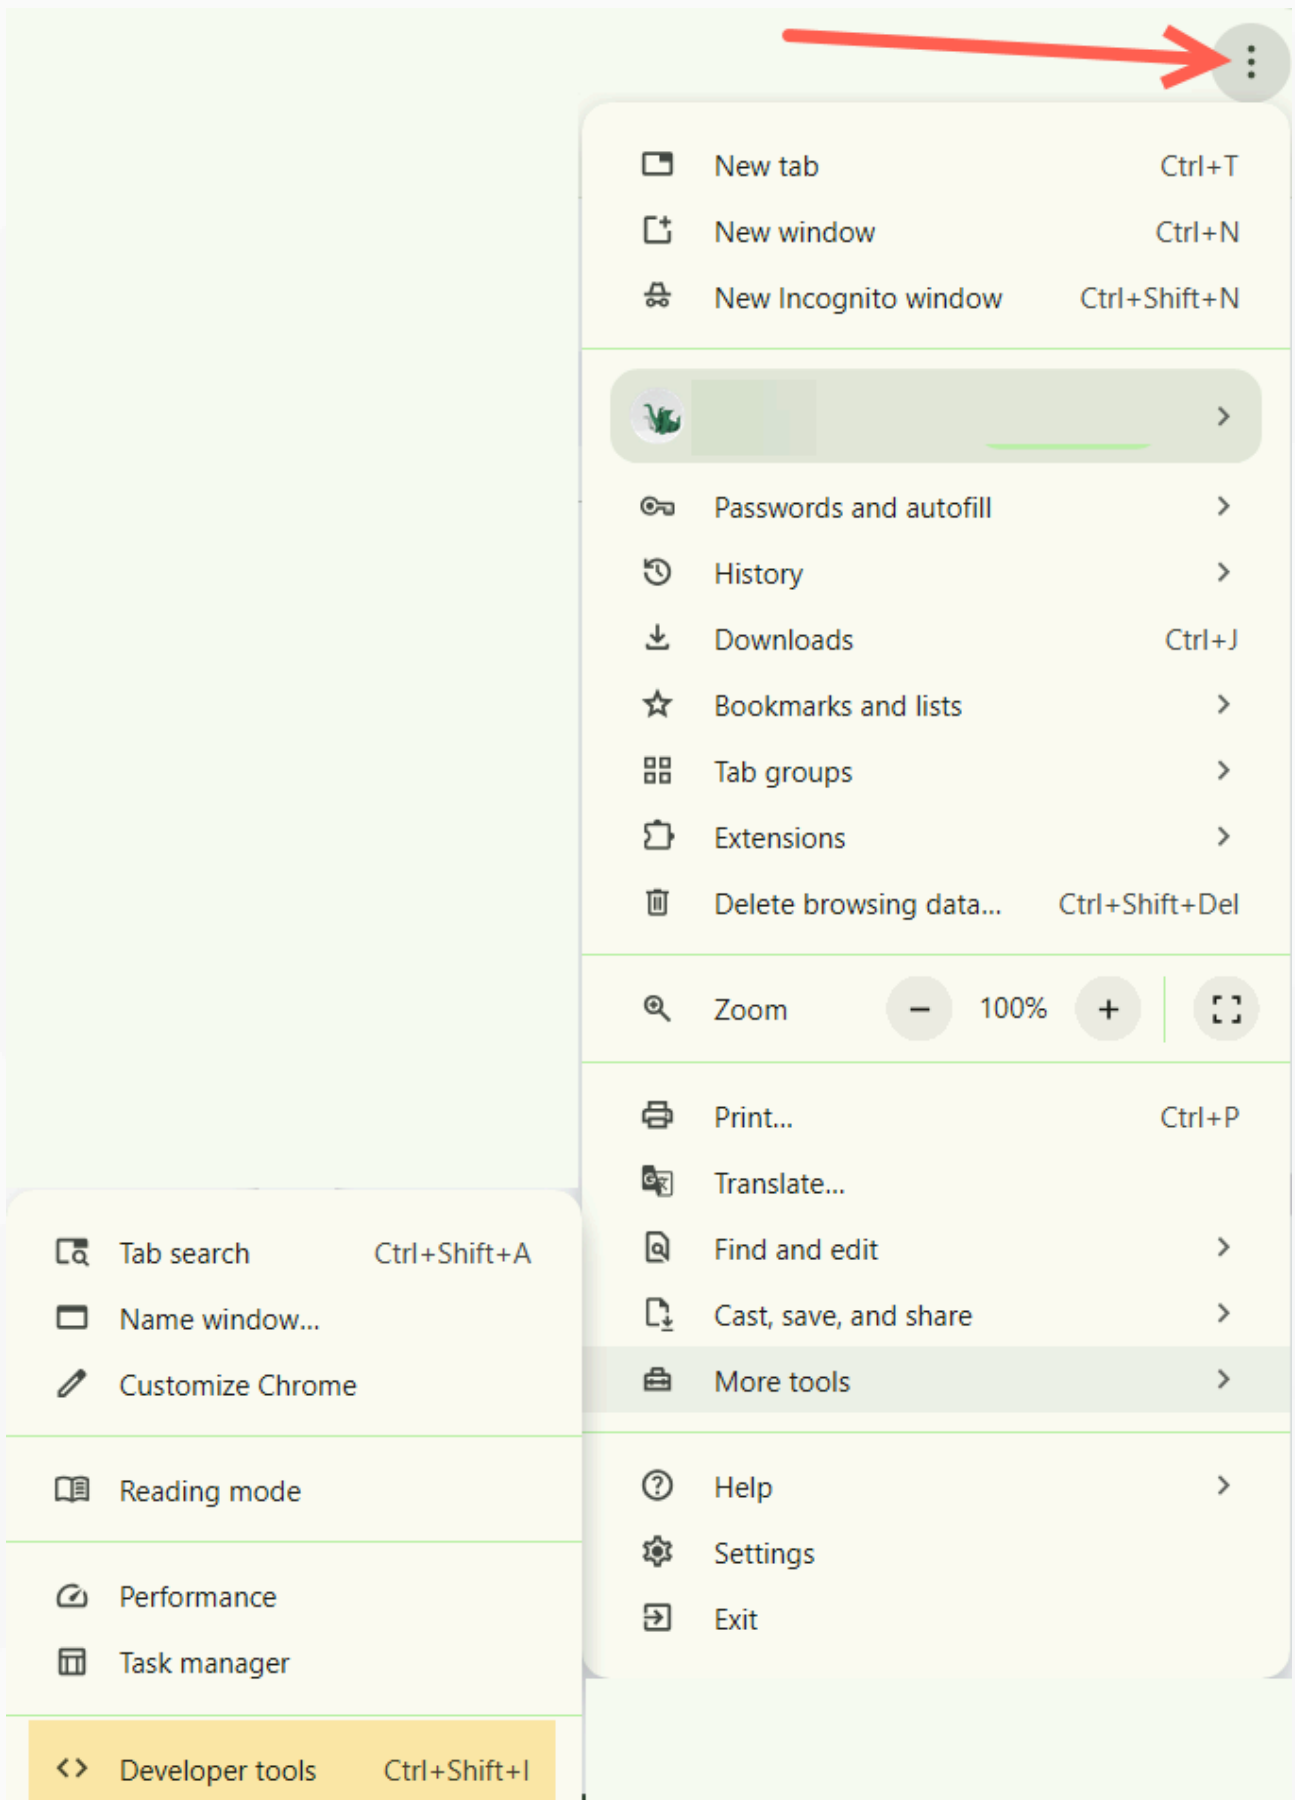 New tab Ctrl+T
New window Ctrl+N
New Incognito window Ctrl+Shift+N
Passwords and autofill
History
Downloads Ctrl+J
Bookmarks and lists
Tab groups
Extensions
Delete browsing data... Ctrl+Shift+Del
Zoom − 100% +
Print... Ctrl+P
Translate...
Find and edit
Cast, save, and share
More tools
Help
Settings
Exit
Tab search Ctrl+Shift+A
Name window...
Customize Chrome
Reading mode
Performance
Task manager
Developer tools Ctrl+Shift+I